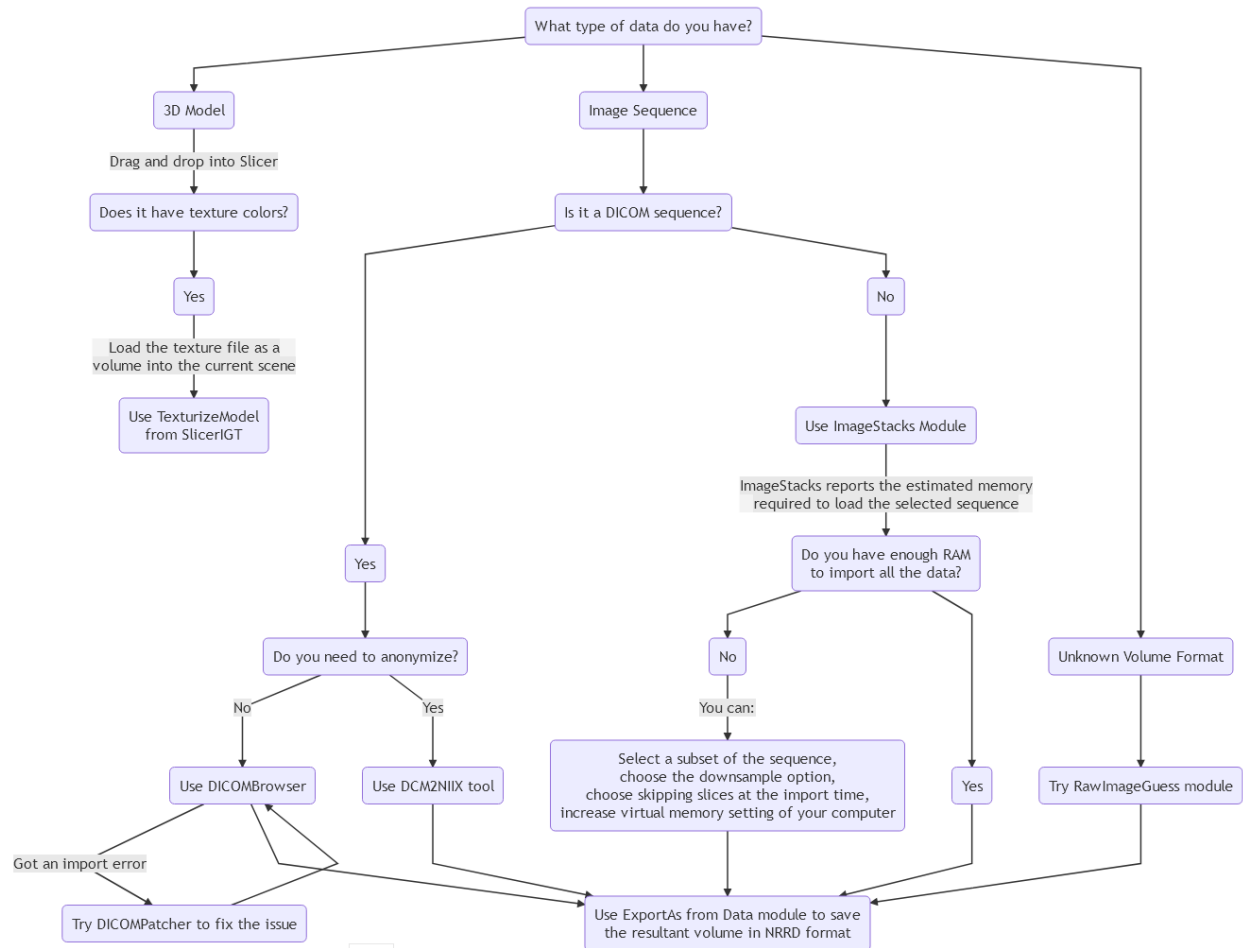 What type of data do you have?
3D Model
Image Sequence
Drag and drop into Slicer
Does it have texture colors?
Is it a DICOM sequence?
Yes
No
Load the texture file as a
volume into the current scene
Use TexturizeModel
from SlicerIGT
Use ImageStacks Module
ImageStacks reports the estimated memory
required to load the selected sequence
Yes
Do you have enough RAM
to import all the data?
Do you need to anonymize?
No
Unknown Volume Format
No
Yes
You can:
Use DICOMBrowser
Use DCM2NIIX tool
Select a subset of the sequence,
choose the downsample option,
choose skipping slices at the import time,
increase virtual memory setting of your computer
Yes
Try RawImageGuess module
Got an import error
Try DICOMPatcher to fix the issue
Use ExportAs from Data module to save
the resultant volume in NRRD format